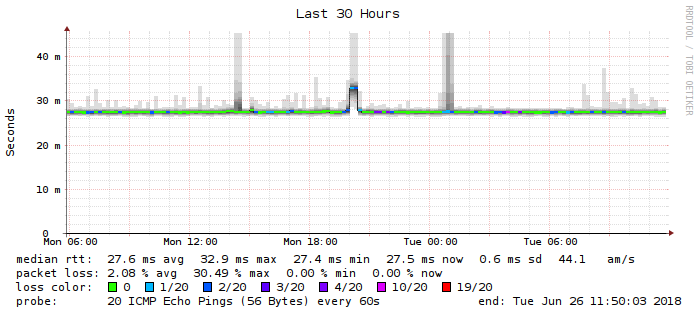 Last 30 Hours
RRDTOOL / TOBI OETIKER
Seconds
40 m
30 m
20 m
10 m
0
Mon 06:00 Mon 12:00 Mon 18:00 Tue 00:00 Tue 06:00
median rtt: 27.6 ms avg 32.9 ms max 27.4 ms min 27.5 ms now 0.6 ms sd 44.1 am/s
packet loss: 2.08 % avg 30.49 % max 0.00 % min 0.00 % now
loss color: 0 1/20 2/20 3/20 4/20 10/20 19/20
probe: 20 ICMP Echo Pings (56 Bytes) every 60s end: Tue Jun 26 11:50:03 2018